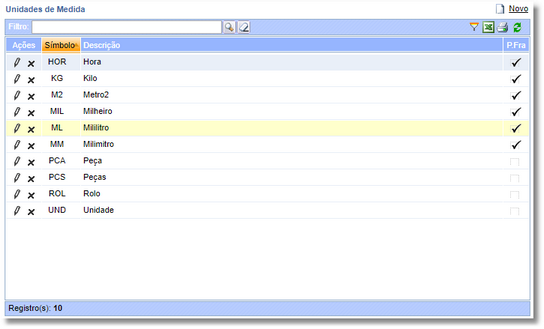 Unidades de Medida Novo
Filtro:
Ações Símbolo Descrição P.Fra
HOR Hora
KG Kilo
M2 Metro2
MIL Milheiro
ML Mililitro
MM Milimitro
PCA Peça
PCS Peças
ROL Rolo
UND Unidade
Registro(s): 10